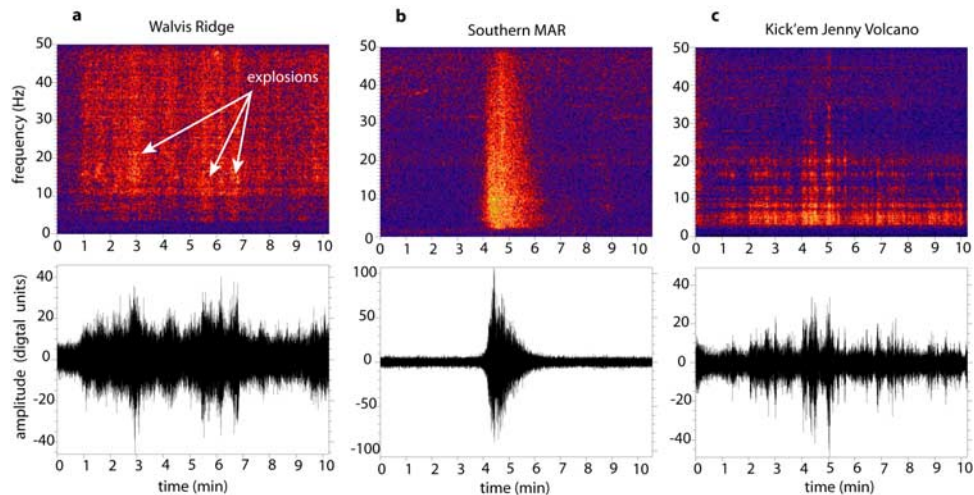 a
Walvis Ridge
b
Southern MAR
c
Kick'em Jenny Volcano
frequency (Hz)
50
40
30
20
10
0
explosions
0 1 2 3 4 5 6 7 8 9 10
50
40
30
20
10
0
0 1 2 3 4 5 6 7 8 9 10
50
40
30
20
10
0
0 1 2 3 4 5 6 7 8 9 10
amplitude (digtal units)
40
20
0
-20
-40
0 1 2 3 4 5 6 7 8 9 10
time (min)
100
50
0
-50
-100
0 1 2 3 4 5 6 7 8 9 10
time (min)
40
20
0
-20
-40
0 1 2 3 4 5 6 7 8 9 10
time (min)